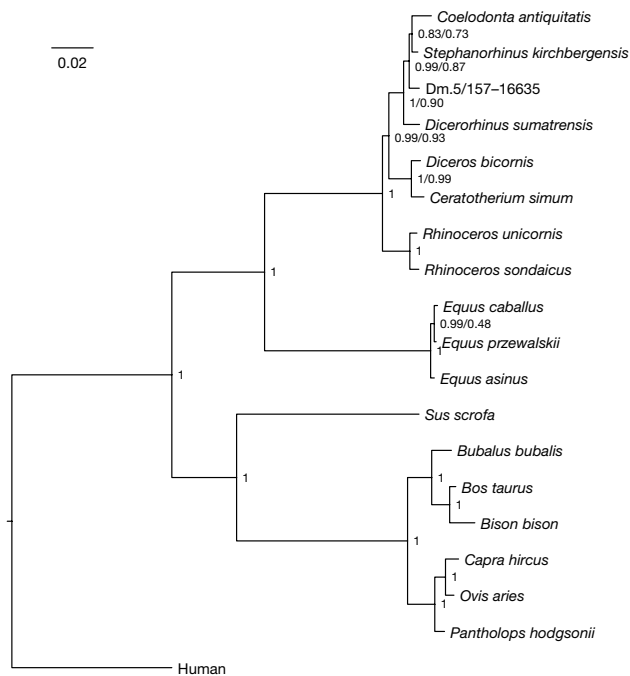 Coelodonta antiquitatis
0.83/0.73
0.02
Stephanorhinus kirchbergensis
0.99/0.87
Dm.5/157–16635
1/0.90
Dicerorhinus sumatrensis
0.99/0.93
Diceros bicornis
1/0.99
1
Ceratotherium simum
Rhinoceros unicornis
1
Rhinoceros sondaicus
1
Equus caballus
0.99/0.48
Equus przewalskii
1
Equus asinus
1
Sus scrofa
Bubalus bubalis
1
1
Bos taurus
1
Bison bison
1
Capra hircus
1
Ovis aries
1
Pantholops hodgsonii
Human